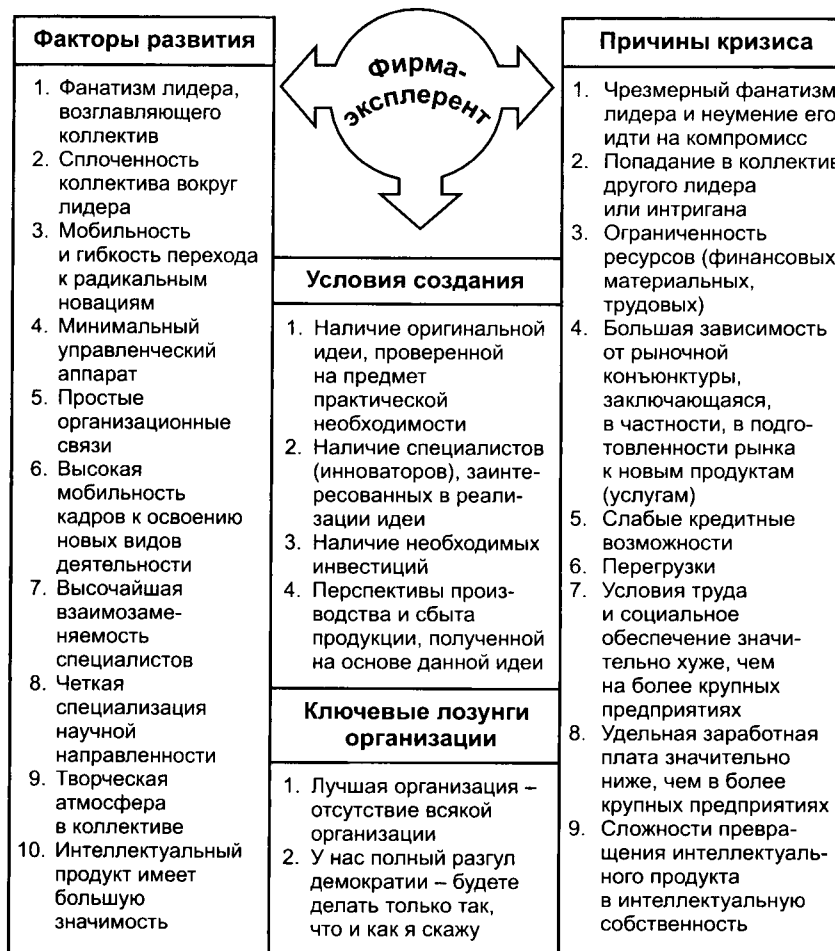 Факторы развития
1. Фанатизм лидера,
возглавляющего
коллектив
2. Сплоченность
коллектива вокруг
лидера
3. Мобильность
и гибкость перехода
к радикальным
новациям
4. Минимальный
управленческий
аппарат
5. Простые
организационные
связи
6. Высокая
мобильность
кадров к освоению
новых видов
деятельности
7. Высочайшая
взаимозаме-
няемость
специалистов
8. Четкая
специализация
научной
направленности
9. Творческая
атмосфера
в коллективе
10. Интеллектуальный
продукт имеет
большую
значимость
Фирма-
эксплерент
Условия создания
1. Наличие оригинальной
идеи, проверенной
на предмет
практической
необходимости
2. Наличие специалистов
(инноваторов), заинте-
ресованных в реали-
зации идеи
3. Наличие необходимых
инвестиций
4. Перспективы произ-
водства и сбыта
продукции, полученной
на основе данной идеи
Ключевые лозунги
организации
1. Лучшая организация –
отсутствие всякой
организации
2. У нас полный разгул
демократии – будете
делать только так,
что и как я скажу
Причины кризиса
1. Чрезмерный фанатизм
лидера и неумение его
идти на компромисс
2. Попадание в коллектив
другого лидера
или интригана
3. Ограниченность
ресурсов (финансовых,
материальных,
трудовых)
4. Большая зависимость
от рыночной
конъюнктуры,
заключающаяся,
в частности, в подго-
товленности рынка
к новым продуктам
(услугам)
5. Слабые кредитные
возможности
6. Перегрузки
7. Условия труда
и социальное
обеспечение значи-
тельно хуже, чем
на более крупных
предприятиях
8. Удельная заработная
плата значительно
ниже, чем в более
крупных предприятиях
9. Сложности превра-
щения интеллектуаль-
ного продукта
в интеллектуальную
собственность